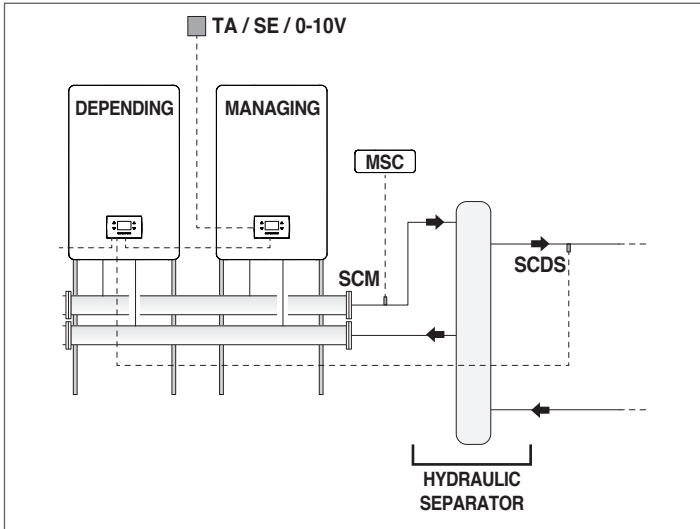 TA / SE / 0-10V
DEPENDING
MANAGING
MSC
SCM
SCDS
HYDRAULIC
SEPARATOR